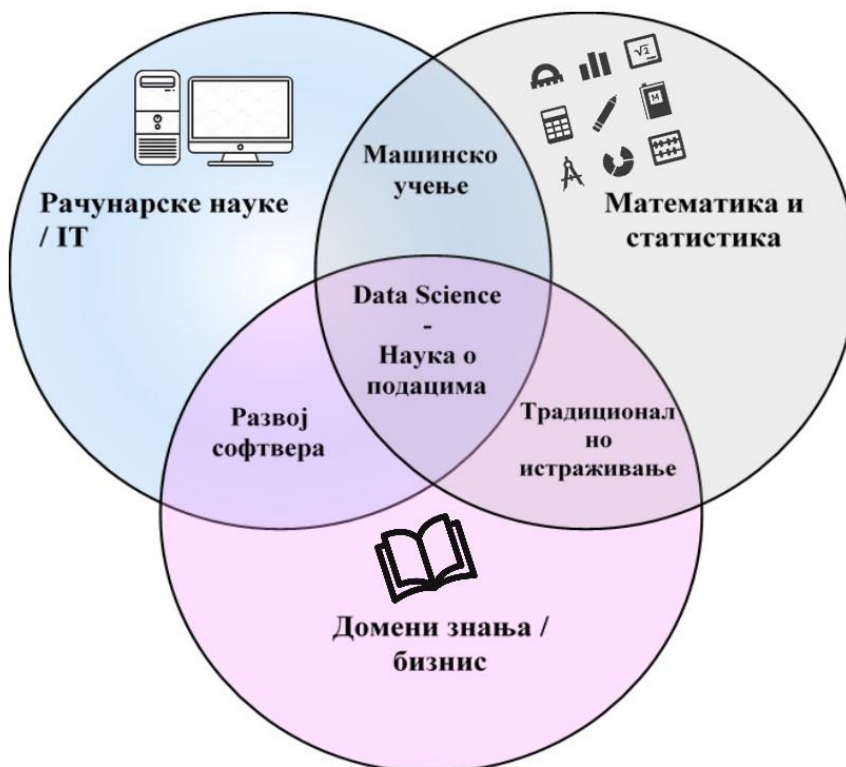 Машинско
учење
Рачунарске науке
/ IT
Математика и
статистика
Data Science
-
Наука о
подацима
Развој
софтвера
Традиционал
но истраживање
Домени знања /
бизнис
√2
M